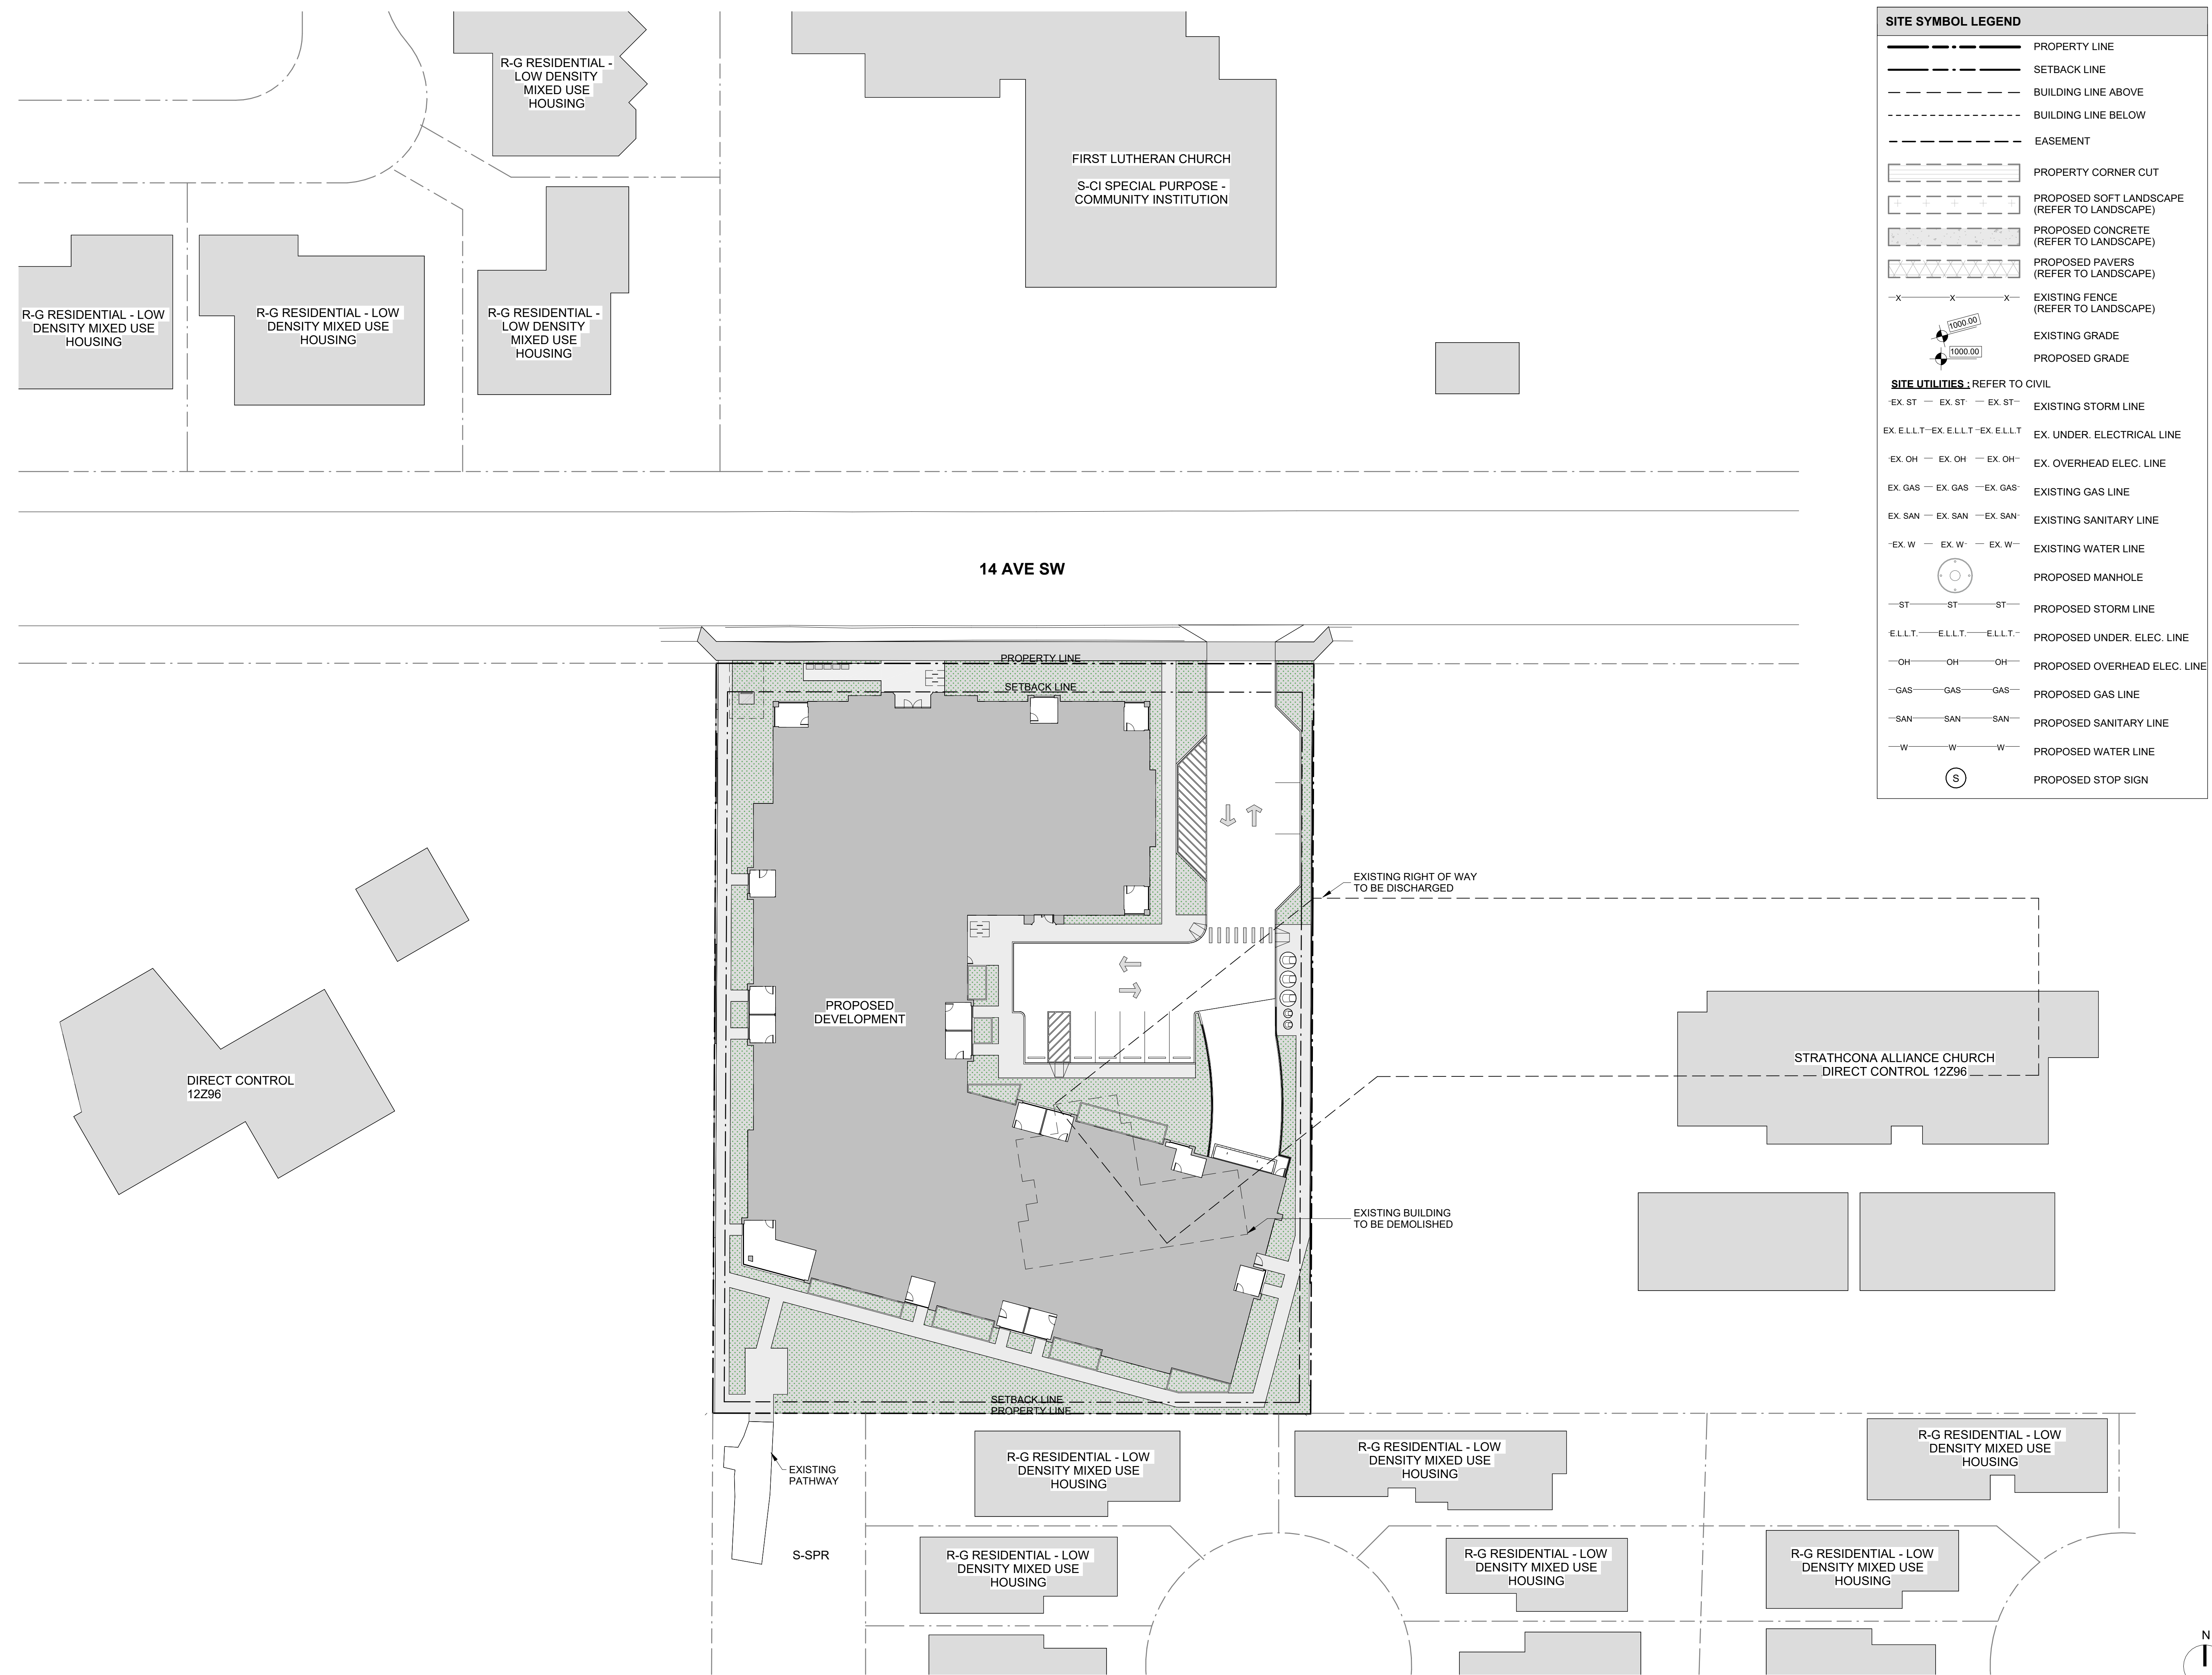 R-G RESIDENTIAL -
LOW DENSITY
MIXED USE
HOUSING
FIRST LUTHERAN CHURCH
S-CI SPECIAL PURPOSE -
COMMUNITY INSTITUTION
R-G RESIDENTIAL - LOW
DENSITY MIXED USE
HOUSING
R-G RESIDENTIAL - LOW
DENSITY MIXED USE
HOUSING
R-G RESIDENTIAL -
LOW DENSITY
MIXED USE
HOUSING
14 AVE SW
PROPERTY LINE
SETBACK LINE
EXISTING RIGHT OF WAY
TO BE DISCHARGED
PROPOSED
DEVELOPMENT
DIRECT CONTROL
12Z96
STRATHCONA ALLIANCE CHURCH
DIRECT CONTROL 12Z96
EXISTING BUILDING
TO BE DEMOLISHED
SETBACK LINE
PROPERTY LINE
EXISTING
PATHWAY
S-SPR
R-G RESIDENTIAL - LOW
DENSITY MIXED USE
HOUSING
R-G RESIDENTIAL - LOW
DENSITY MIXED USE
HOUSING
R-G RESIDENTIAL - LOW
DENSITY MIXED USE
HOUSING
R-G RESIDENTIAL - LOW
DENSITY MIXED USE
HOUSING
R-G RESIDENTIAL - LOW
DENSITY MIXED USE
HOUSING
R-G RESIDENTIAL - LOW
DENSITY MIXED USE
HOUSING
SITE SYMBOL LEGEND
PROPERTY LINE
SETBACK LINE
BUILDING LINE ABOVE
BUILDING LINE BELOW
EASEMENT
PROPERTY CORNER CUT
PROPOSED SOFT LANDSCAPE
(REFER TO LANDSCAPE)
PROPOSED CONCRETE
(REFER TO LANDSCAPE)
PROPOSED PAVERS
(REFER TO LANDSCAPE)
X X X EXISTING FENCE
(REFER TO LANDSCAPE)
1000.00 EXISTING GRADE
1000.00 PROPOSED GRADE
SITE UTILITIES : REFER TO CIVIL
EX. ST EX. ST EX. ST EXISTING STORM LINE
EX. E.L.L.T EX. E.L.L.T EX. E.L.L.T EX. UNDER. ELECTRICAL LINE
EX. OH EX. OH EX. OH EX. OVERHEAD ELEC. LINE
EX. GAS EX. GAS EX. GAS EXISTING GAS LINE
EX. SAN EX. SAN EX. SAN EXISTING SANITARY LINE
EX. W EX. W EX. W EXISTING WATER LINE
PROPOSED MANHOLE
ST ST ST PROPOSED STORM LINE
E.L.L.T. E.L.L.T. E.L.L.T. PROPOSED UNDER. ELEC. LINE
OH OH OH PROPOSED OVERHEAD ELEC. LINE
GAS GAS GAS PROPOSED GAS LINE
SAN SAN SAN PROPOSED SANITARY LINE
W W W PROPOSED WATER LINE
S PROPOSED STOP SIGN
N